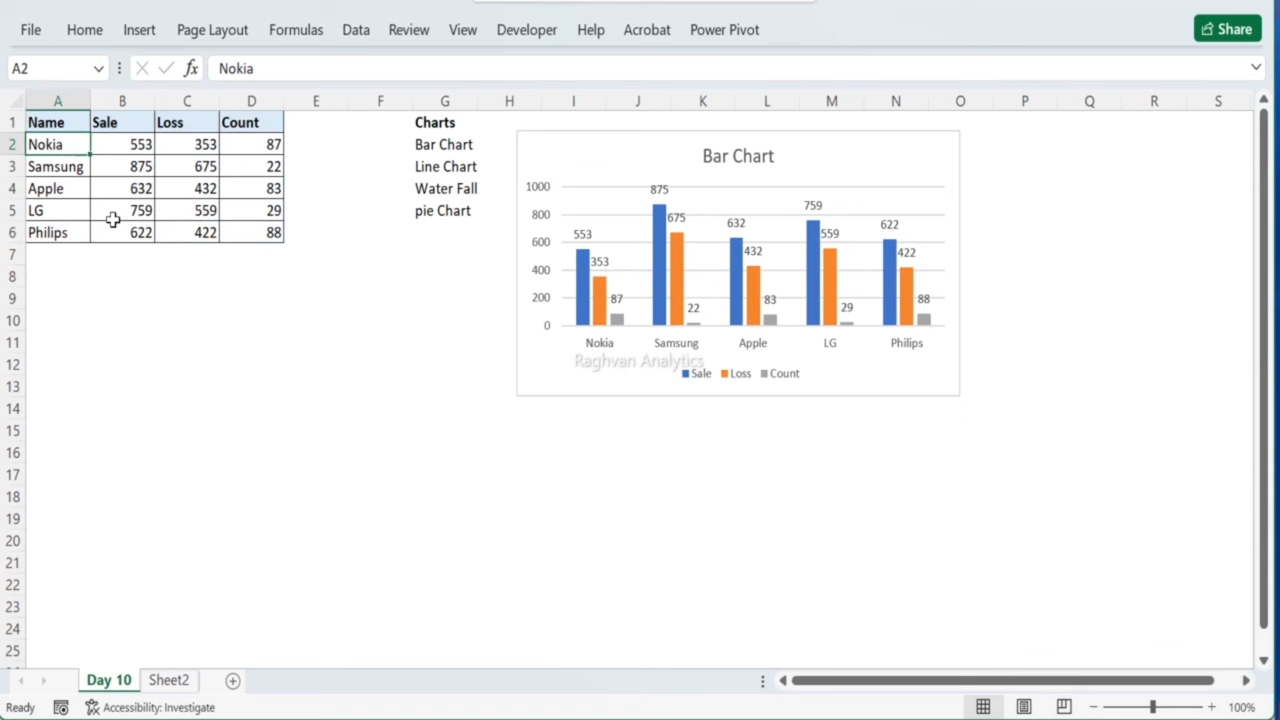 File Home Insert Page Layout Formulas Data Review View Developer Help Acrobat Power Pivot Share
A2 fx Nokia
A B C D E F G H I J K L M N O P Q R S
1 Name Sale Loss Count Charts
2 Nokia 553 353 87 Bar Chart
3 Samsung 875 675 22 Line Chart
4 Apple 632 432 83 Water Fall
5 LG 759 559 29 pie Chart
6 Philips 622 422 88
7
8
9
10
11
12
13
14
15
16
17
18
19
20
21
22
23
24
25
Bar Chart
1000
800
600
400
200
0
553 353 87
875 675 22
632 432 83
759 559 29
622 422 88
Nokia Samsung Apple LG Philips
Raghvan Analytics
Sale Loss Count
Day 10 Sheet2
Ready Accessibility: Investigate 100%